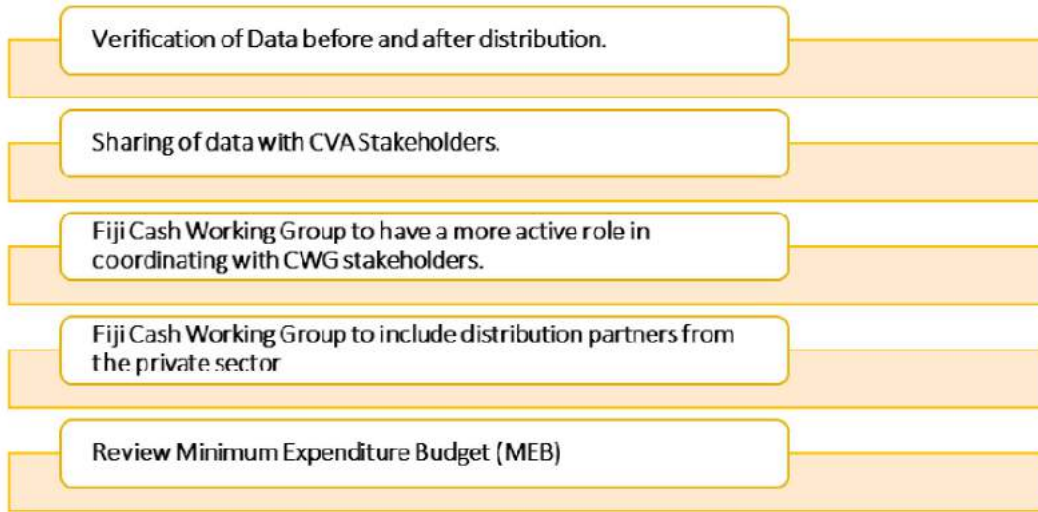 Verification of Data before and after distribution.
Sharing of data with CVA Stakeholders.
Fiji Cash Working Group to have a more active role in
coordinating with CWG stakeholders.
Fiji Cash Working Group to include distribution partners from
the private sector
Review Minimum Expenditure Budget (MEB)